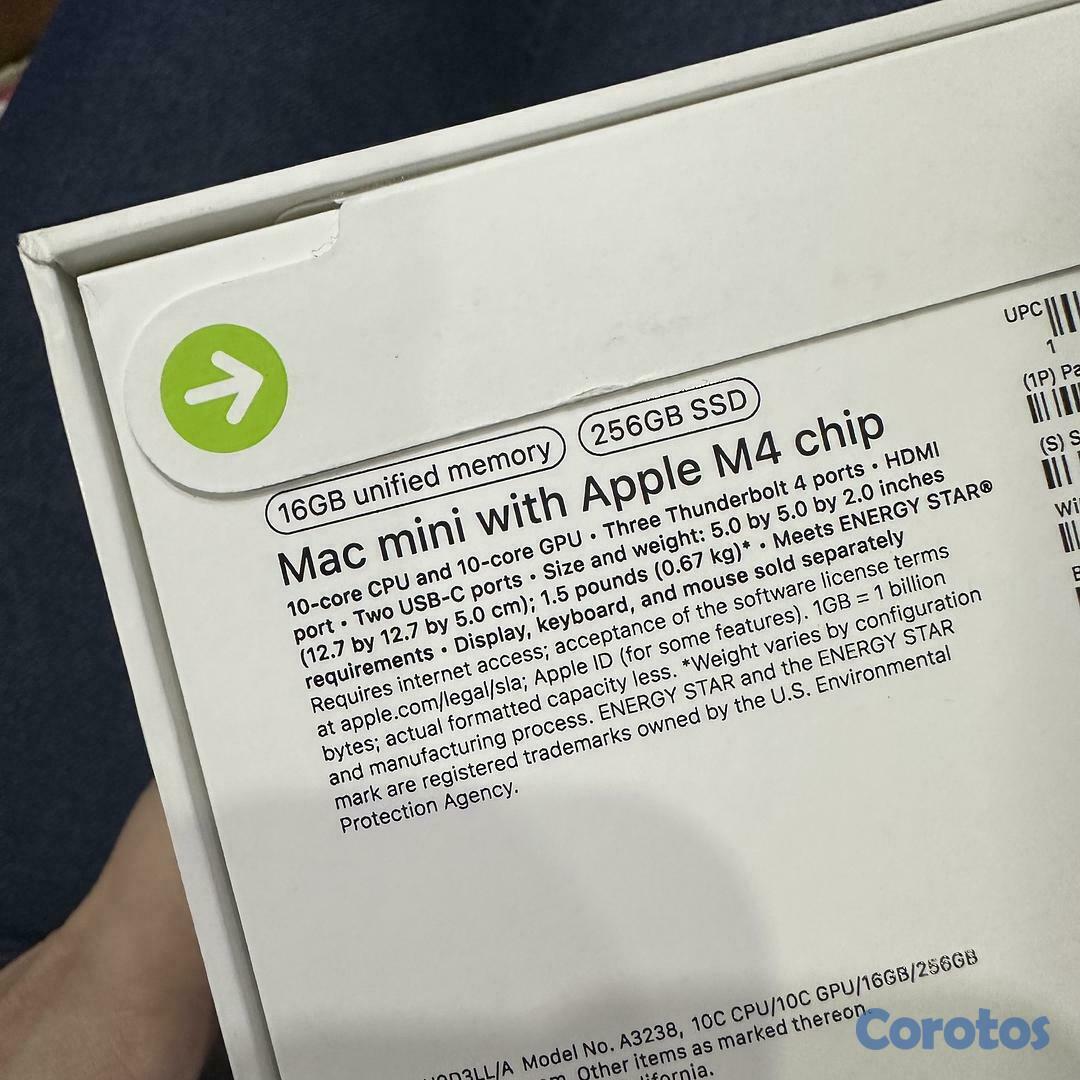 UPC
1
(1P) Pa
(S) S
Wi
16GB unified memory 256GB SSD
Mac mini with Apple M4 chip
10-core CPU and 10-core GPU • Three Thunderbolt 4 ports • HDMI
port • Two USB-C ports • Size and weight: 5.0 by 5.0 by 2.0 inches
(12.7 by 12.7 by 5.0 cm); 1.5 pounds (0.67 kg)* • Meets ENERGY STAR®
requirements • Display, keyboard, and mouse sold separately
Requires internet access; acceptance of the software license terms
at apple.com/legal/sla; Apple ID (for some features). 1GB = 1 billion
bytes; actual formatted capacity less. *Weight varies by configuration
and manufacturing process. ENERGY STAR and the ENERGY STAR
mark are registered trademarks owned by the U.S. Environmental
Protection Agency.
Model No. A3238, 10C CPU/10C GPU/16GB/256GB
Other items as marked thereon.
Corotos